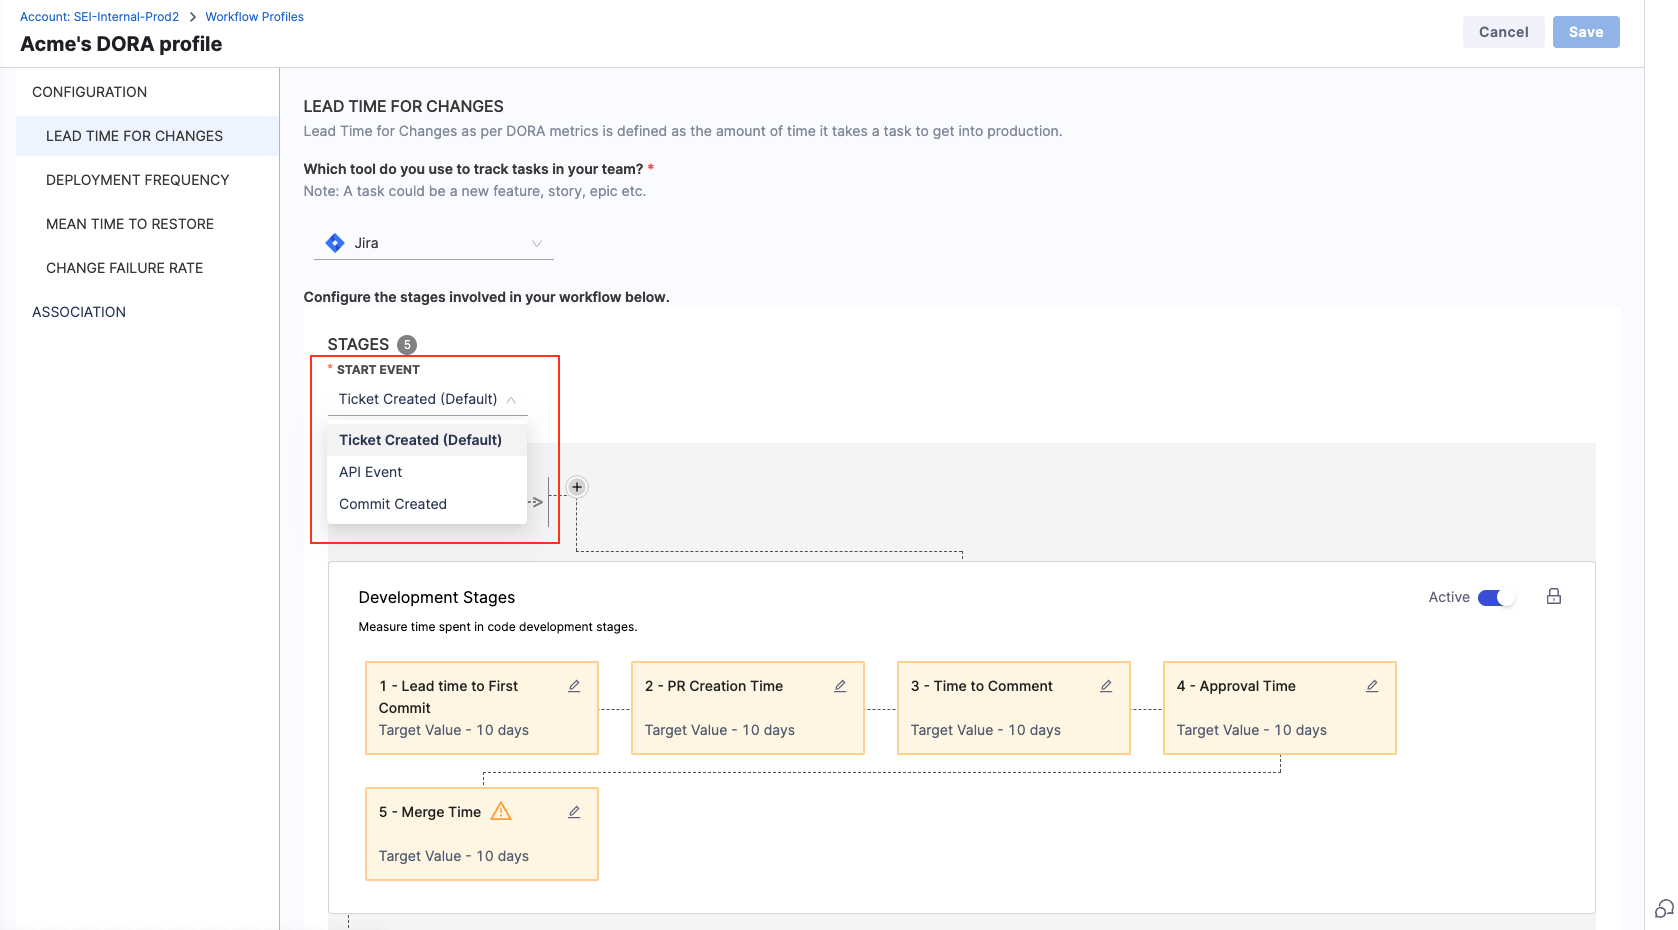 Account: SEI-Internal-Prod2 > Workflow Profiles
Acme's DORA profile
Cancel
Save
CONFIGURATION
LEAD TIME FOR CHANGES
DEPLOYMENT FREQUENCY
MEAN TIME TO RESTORE
CHANGE FAILURE RATE
ASSOCIATION
LEAD TIME FOR CHANGES
Lead Time for Changes as per DORA metrics is defined as the amount of time it takes a task to get into production.
Which tool do you use to track tasks in your team? *
Note: A task could be a new feature, story, epic etc.
Jira
Configure the stages involved in your workflow below.
STAGES 5
* START EVENT
Ticket Created (Default)
Ticket Created (Default)
API Event
Commit Created
Development Stages
Active
Measure time spent in code development stages.
1 - Lead time to First
Commit
Target Value - 10 days
2 - PR Creation Time
Target Value - 10 days
3 - Time to Comment
Target Value - 10 days
4 - Approval Time
Target Value - 10 days
5 - Merge Time
Target Value - 10 days